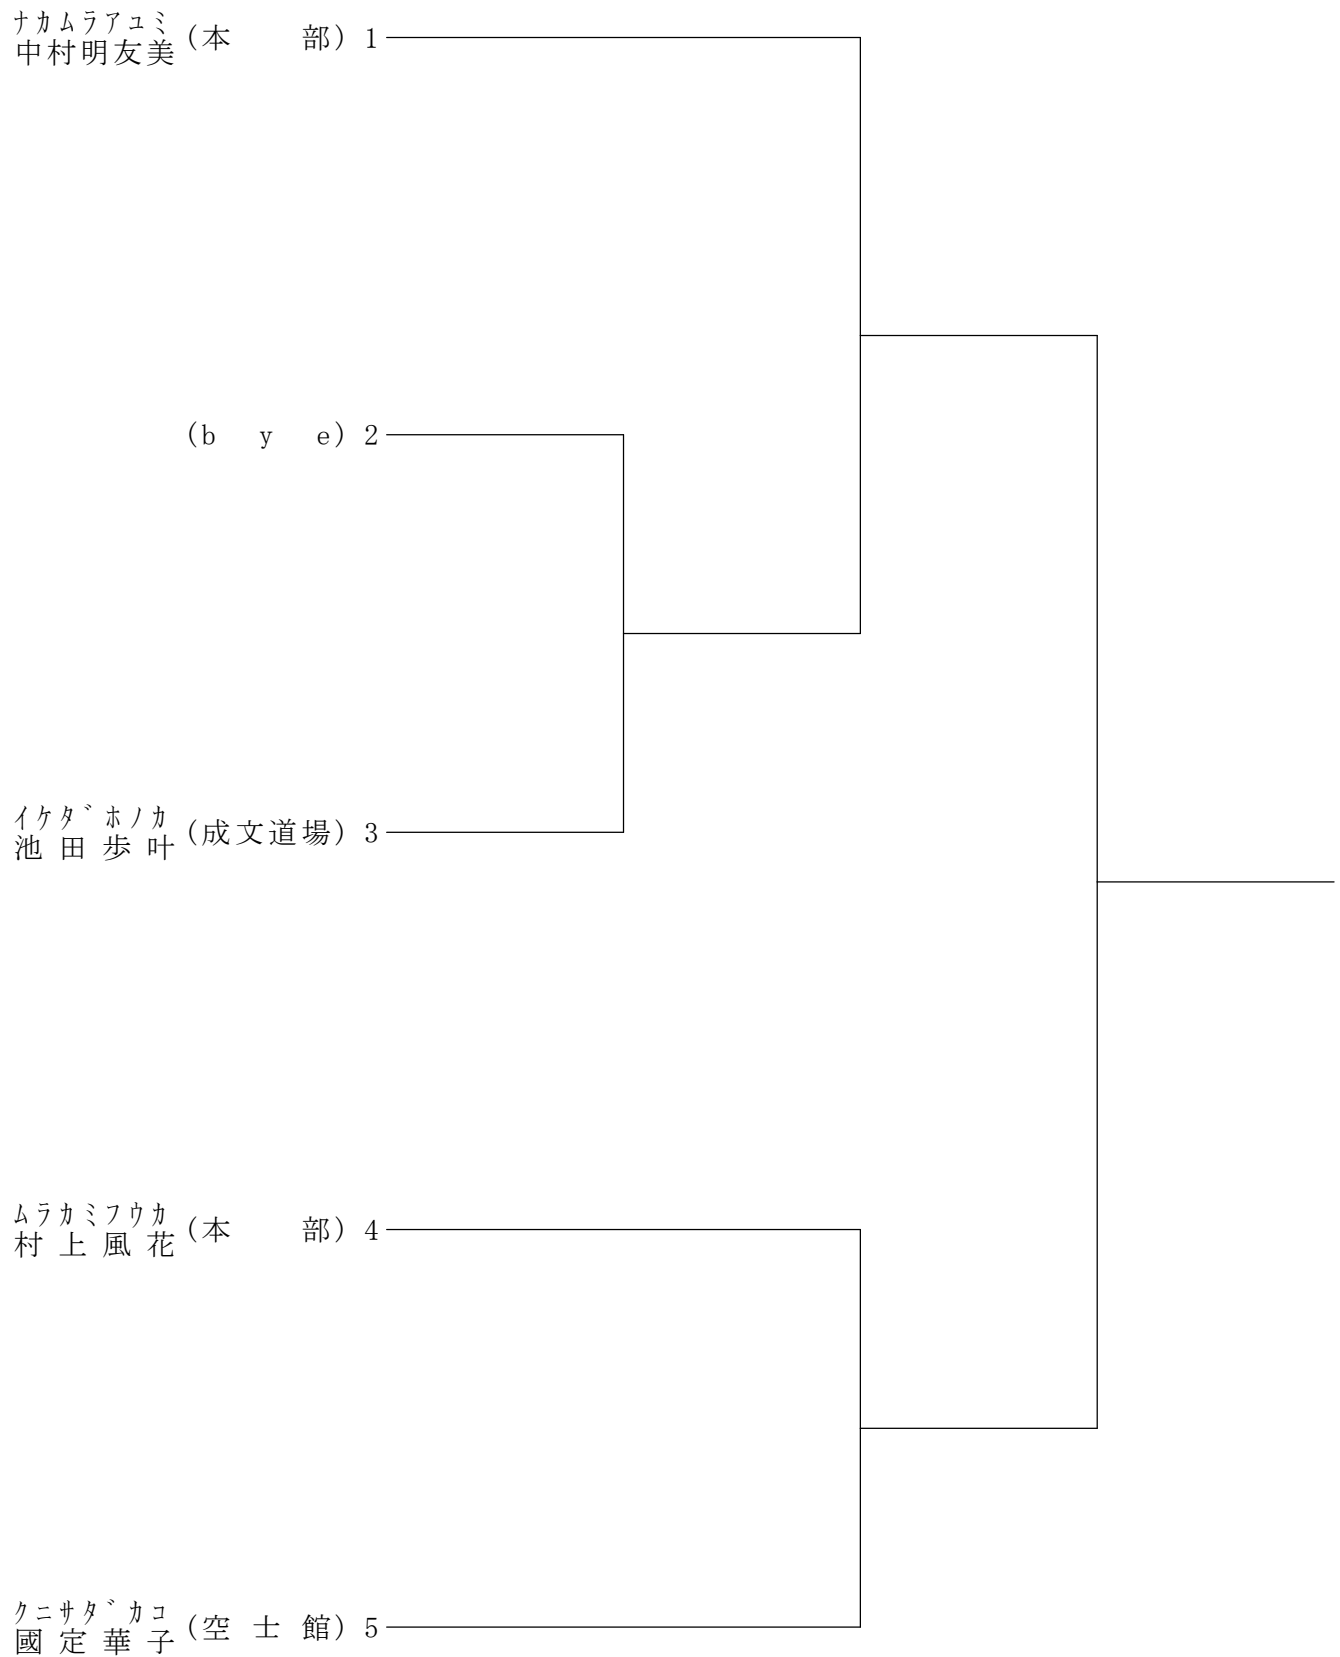 ナカムラアユミ
中村明友美 (本 部) 1
(b y e) 2
イケダホノカ
池田歩叶 (成文道場) 3
ムラカミフウカ
村上風花 (本 部) 4
クニサダカコ
國定華子 (空士館) 5